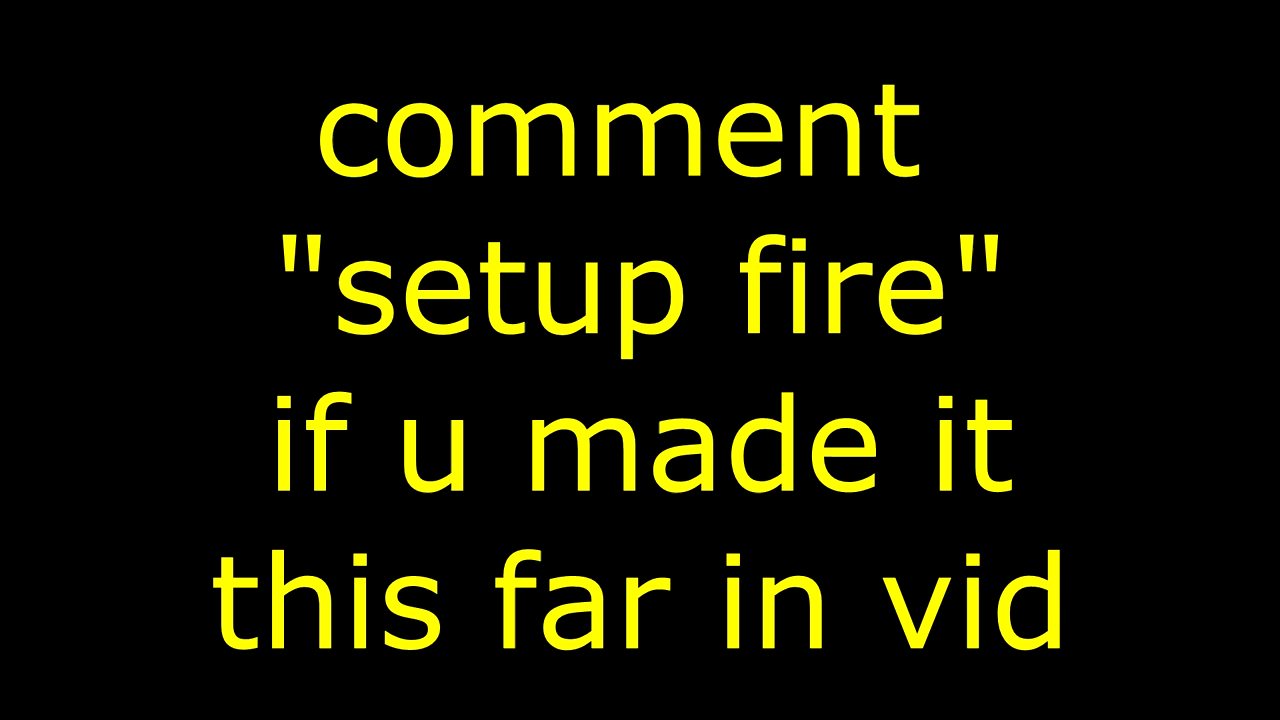 comment
"setup fire"
if u made it
this far in vid